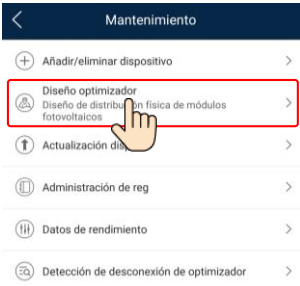 Mantenimiento
Añadir/eliminar dispositivo
Diseño optimizador
Diseño de distribución física de módulos
fotovoltaicos
Actualización
Administración de reg
Datos de rendimiento
Detección de desconexión de optimizador